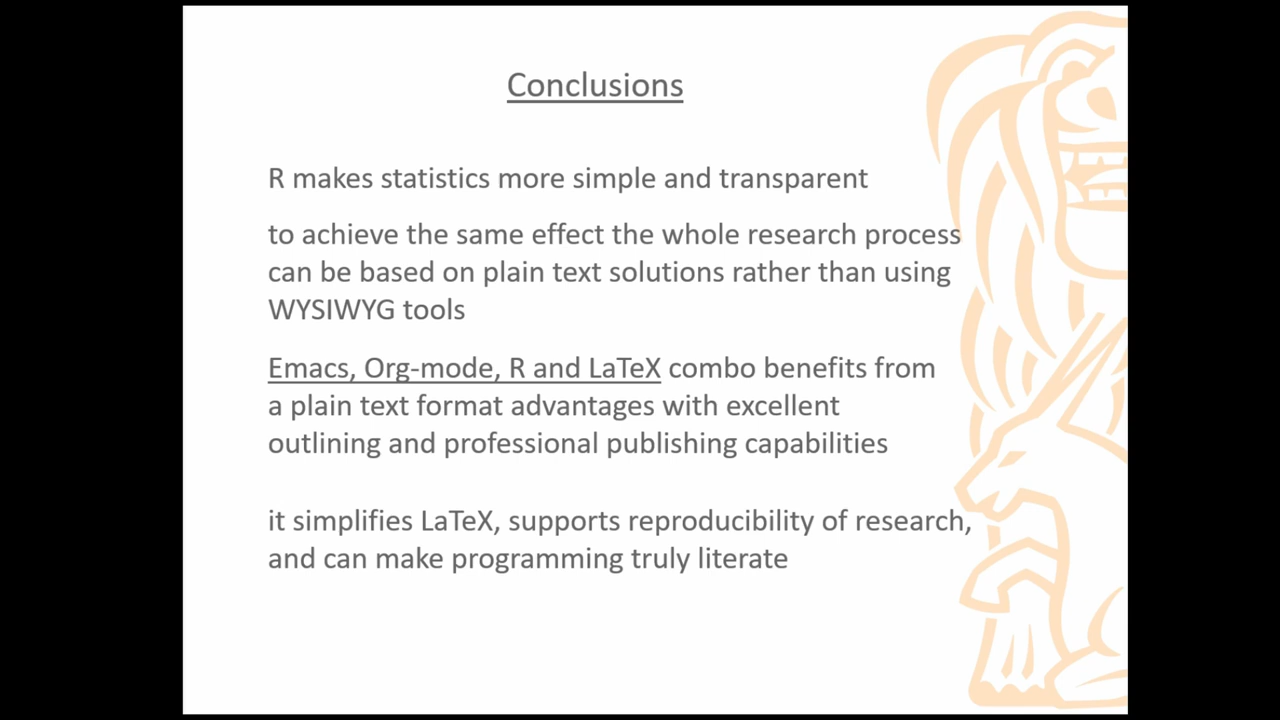 Conclusions
R makes statistics more simple and transparent
to achieve the same effect the whole research process
can be based on plain text solutions rather than using
WYSIWYG tools
Emacs, Org-mode, R and LaTeX combo benefits from
a plain text format advantages with excellent
outlining and professional publishing capabilities
it simplifies LaTeX, supports reproducibility of research,
and can make programming truly literate